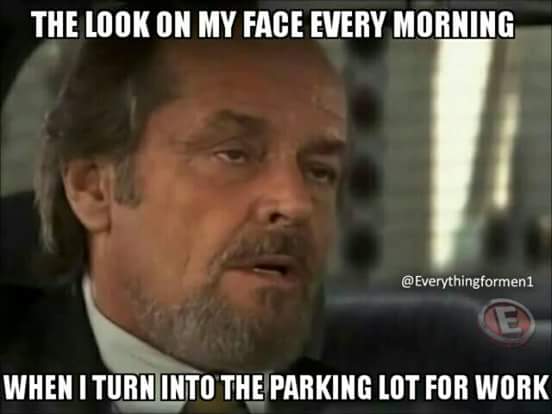 THE LOOK ON MY FACE EVERY MORNING
@Everythingformen1
E
WHEN I TURN INTO THE PARKING LOT FOR WORK